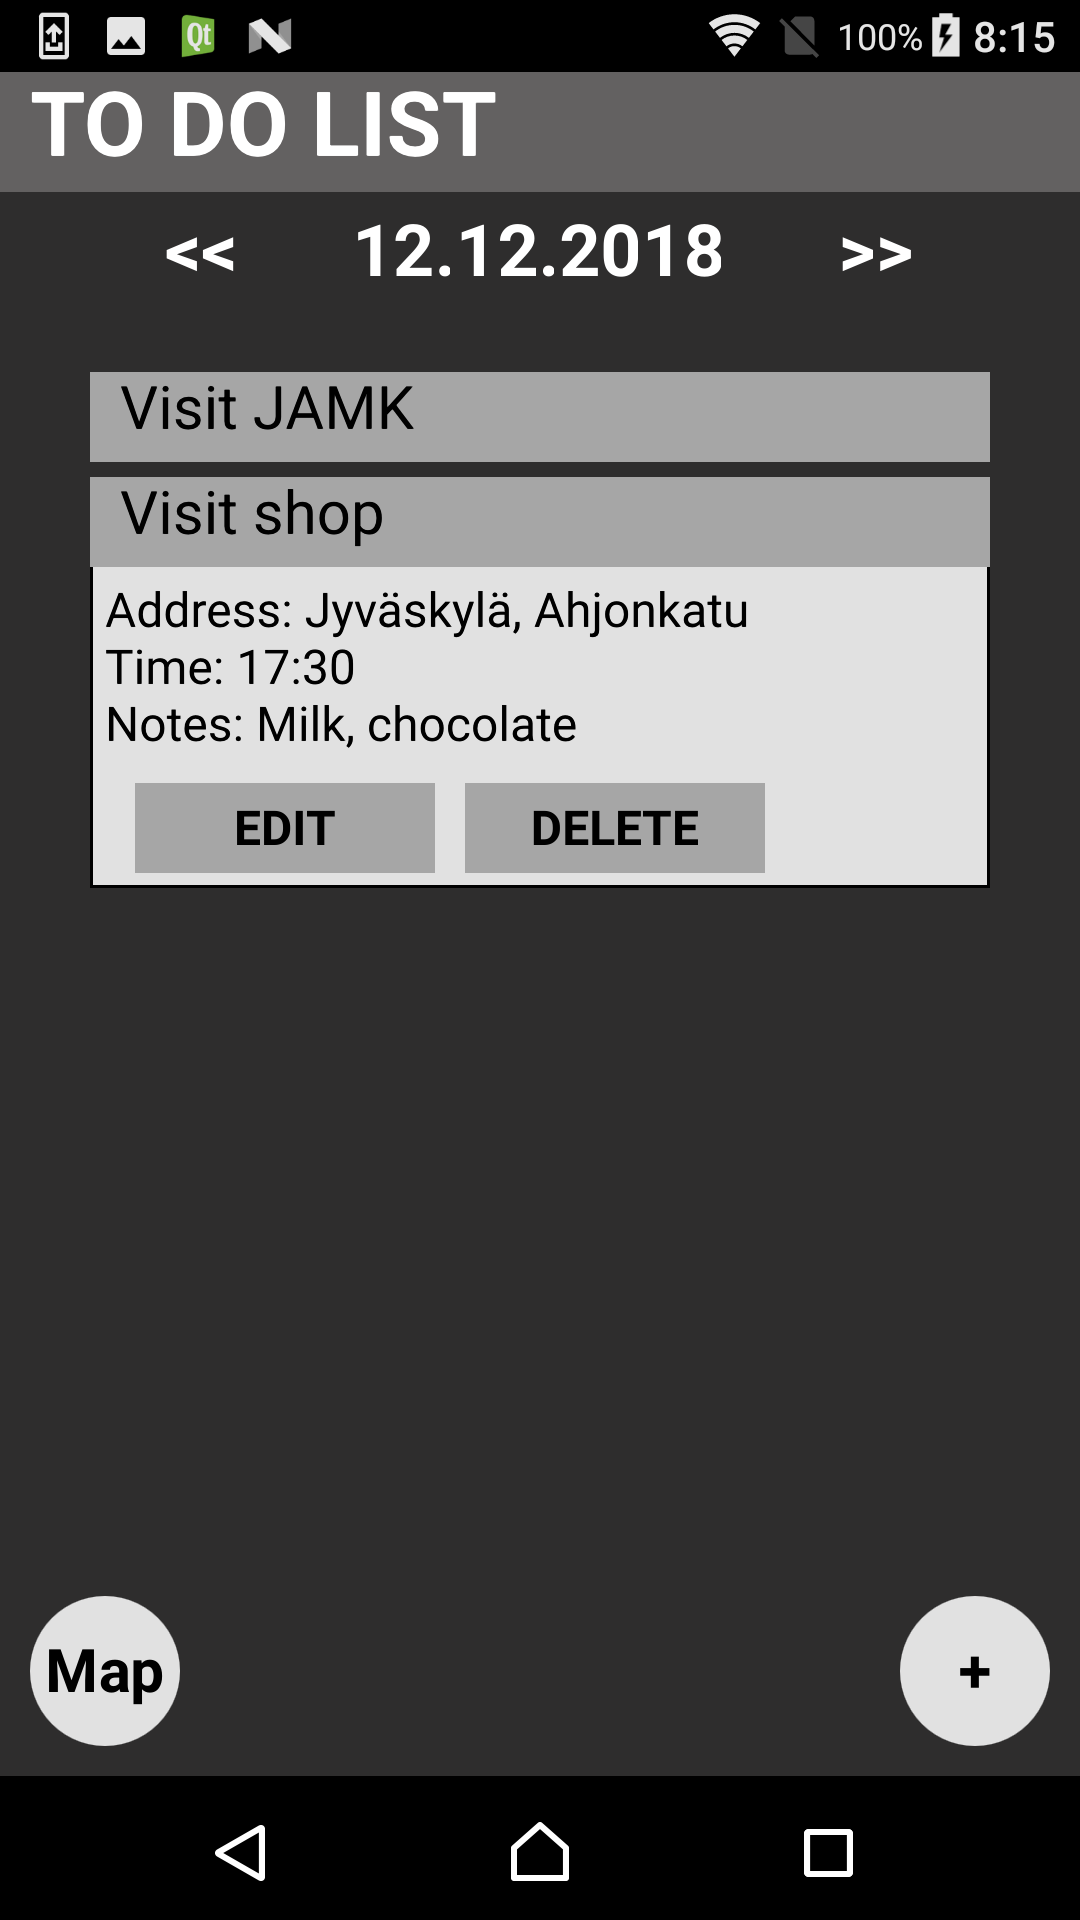 Qt 100% 8:15
TO DO LIST
<< 12.12.2018 >>
Visit JAMK
Visit shop
Address: Jyväskylä, Ahjonkatu
Time: 17:30
Notes: Milk, chocolate
EDIT DELETE
Map +